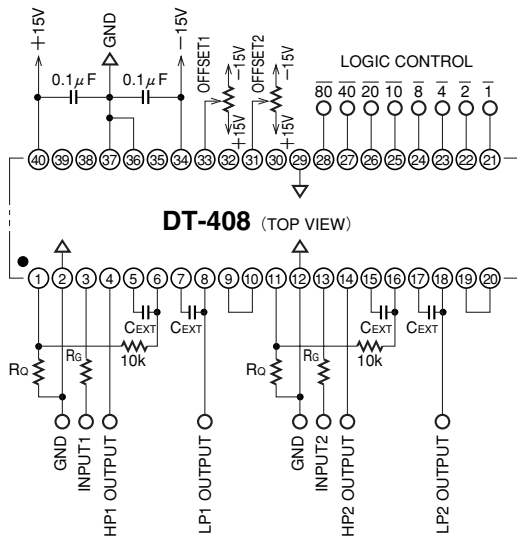 +15V
GND
−15V
0.1μF
0.1μF
OFFSET1
−15V
+15V
OFFSET2
−15V
+15V
LOGIC CONTROL
80 40 20 10 8 4 2 1
40 39 38 37 36 35 34 33 32 31 30 29 28 27 26 25 24 23 22 21
DT-408 (TOP VIEW)
1 2 3 4 5 6 7 8 9 10 11 12 13 14 15 16 17 18 19 20
CEXT
CEXT
CEXT
CEXT
RQ
RG
10k
RQ
RG
10k
GND
INPUT1
HP1 OUTPUT
LP1 OUTPUT
GND
INPUT2
HP2 OUTPUT
LP2 OUTPUT